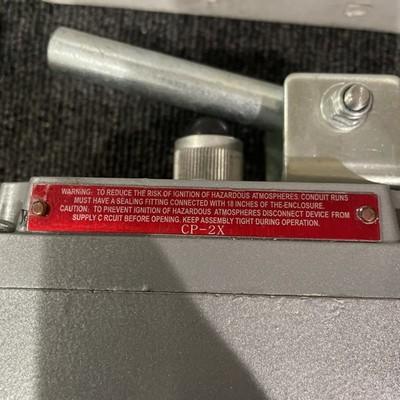 WARNING: TO REDUCE THE RISK OF IGNITION OF HAZARDOUS ATMOSPHERES, CONDUIT RUNS
MUST HAVE A SEALING FITTING CONNECTED WITH 18 INCHES OF THE ENCLOSURE.
CAUTION: TO PREVENT IGNITION OF HAZARDOUS ATMOSPHERES DISCONNECT DEVICE FROM
SUPPLY C RCUIT BEFORE OPENING. KEEP ASSEMBLY TIGHT DURING OPERATION.
CP-2X